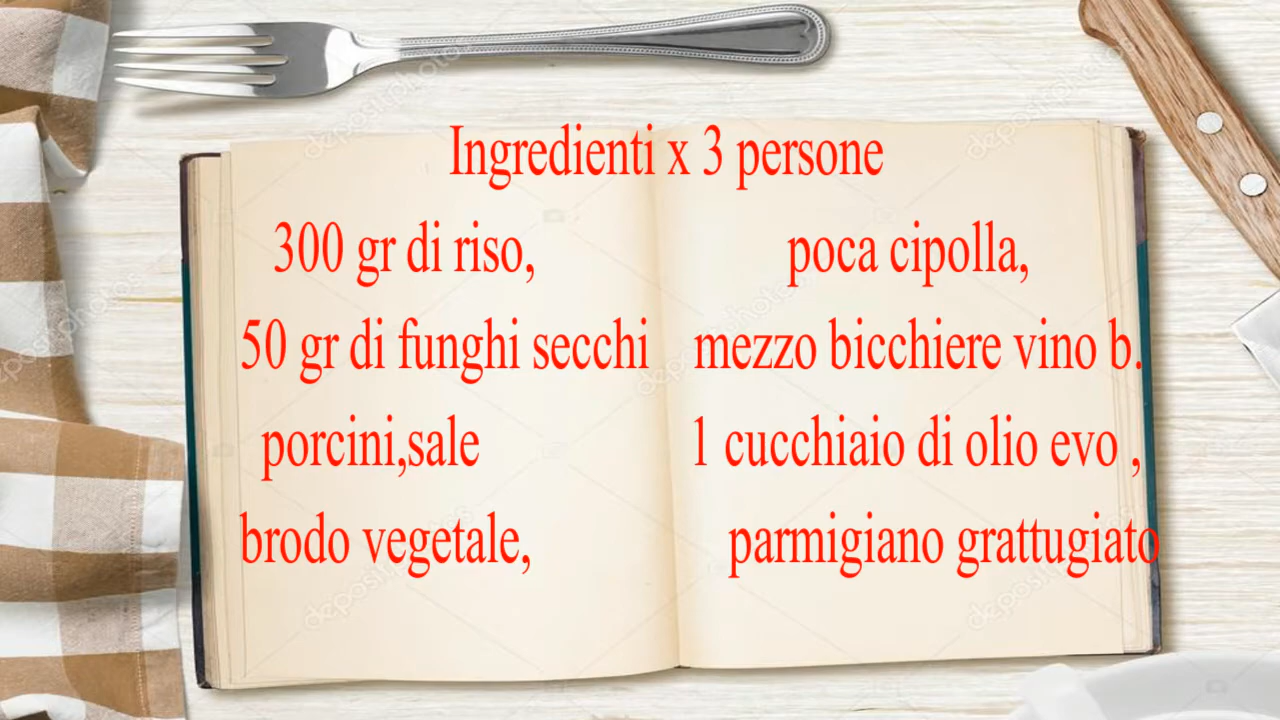 Ingredienti x 3 persone
300 gr di riso, poca cipolla,
50 gr di funghi secchi mezzo bicchiere vino b.
porcini,sale 1 cucchiaio di olio evo ,
brodo vegetale, parmigiano grattugiato
depositphotos